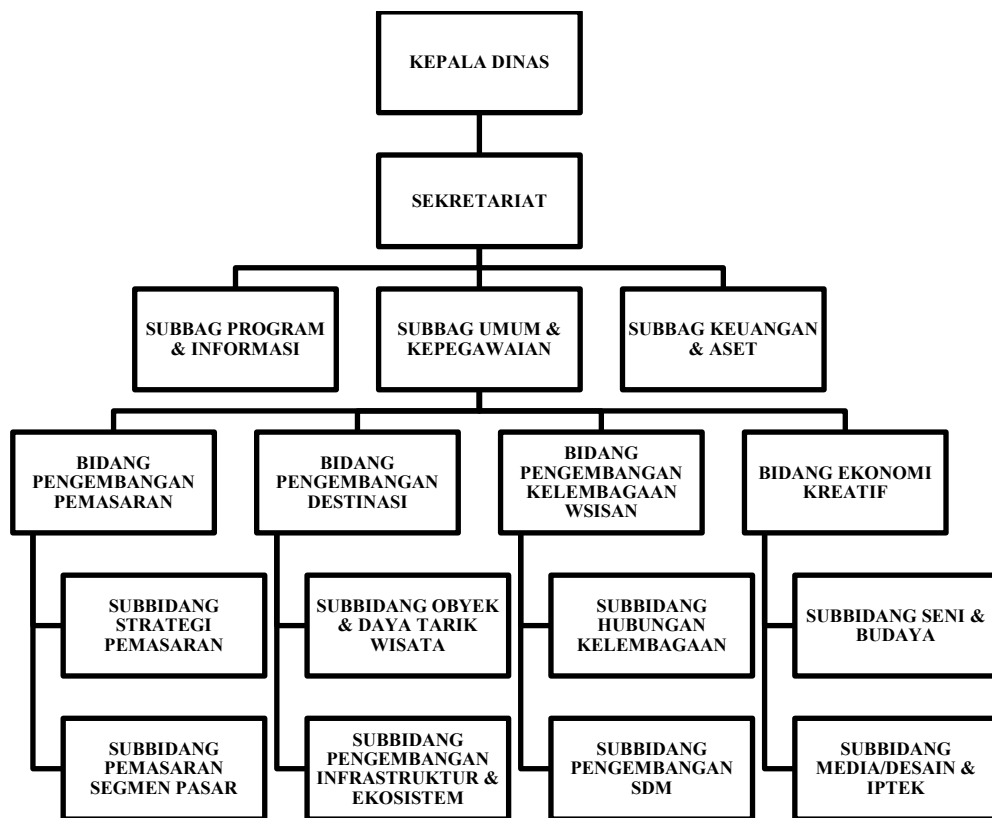 KEPALA DINAS
SEKRETARIAT
SUBBAG PROGRAM
& INFORMASI
SUBBAG UMUM &
KEPEGAWAIAN
SUBBAG KEUANGAN
& ASET
BIDANG
PENGEMBANGAN
PEMASARAN
BIDANG
PENGEMBANGAN
DESTINASI
BIDANG
PENGEMBANGAN
KELEMBAGAAN
WSISAN
BIDANG EKONOMI
KREATIF
SUBBIDANG
STRATEGI
PEMASARAN
SUBBIDANG OBYEK
& DAYA TARIK
WISATA
SUBBIDANG
HUBUNGAN
KELEMBAGAAN
SUBBIDANG SENI &
BUDAYA
SUBBIDANG
PEMASARAN
SEGMEN PASAR
SUBBIDANG
PENGEMBANGAN
INFRASTRUKTUR &
EKOSISTEM
SUBBIDANG
PENGEMBANGAN
SDM
SUBBIDANG
MEDIA/DESAIN &
IPTEK